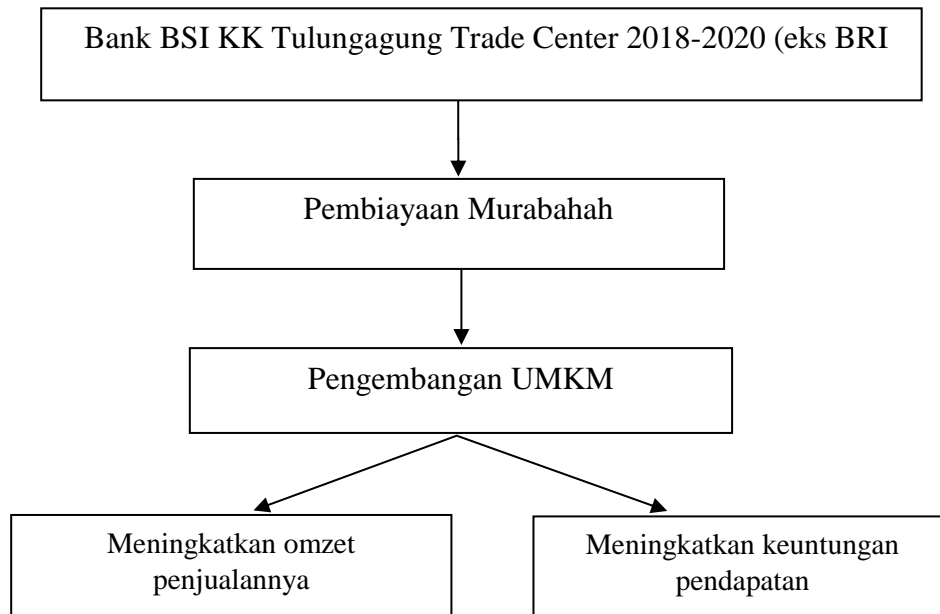 Bank BSI KK Tulungagung Trade Center 2018-2020 (eks BRI
Pembiayaan Murabahah
Pengembangan UMKM
Meningkatkan omzet
penjualannya
Meningkatkan keuntungan
pendapatan